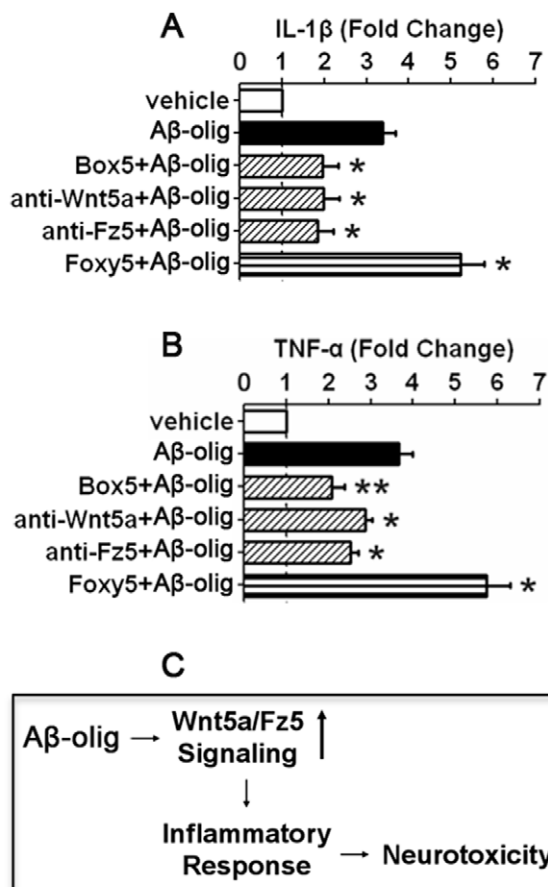 A
IL-1β (Fold Change)
0 1 2 3 4 5 6 7
vehicle
Aβ-olig
Box5+Aβ-olig *
anti-Wnt5a+Aβ-olig *
anti-Fz5+Aβ-olig *
Foxy5+Aβ-olig *
B
TNF-α (Fold Change)
0 1 2 3 4 5 6 7
vehicle
Aβ-olig
Box5+Aβ-olig **
anti-Wnt5a+Aβ-olig *
anti-Fz5+Aβ-olig *
Foxy5+Aβ-olig *
C
Aβ-olig → Wnt5a/Fz5 ↑
Signaling
↓
Inflammatory
Response → Neurotoxicity